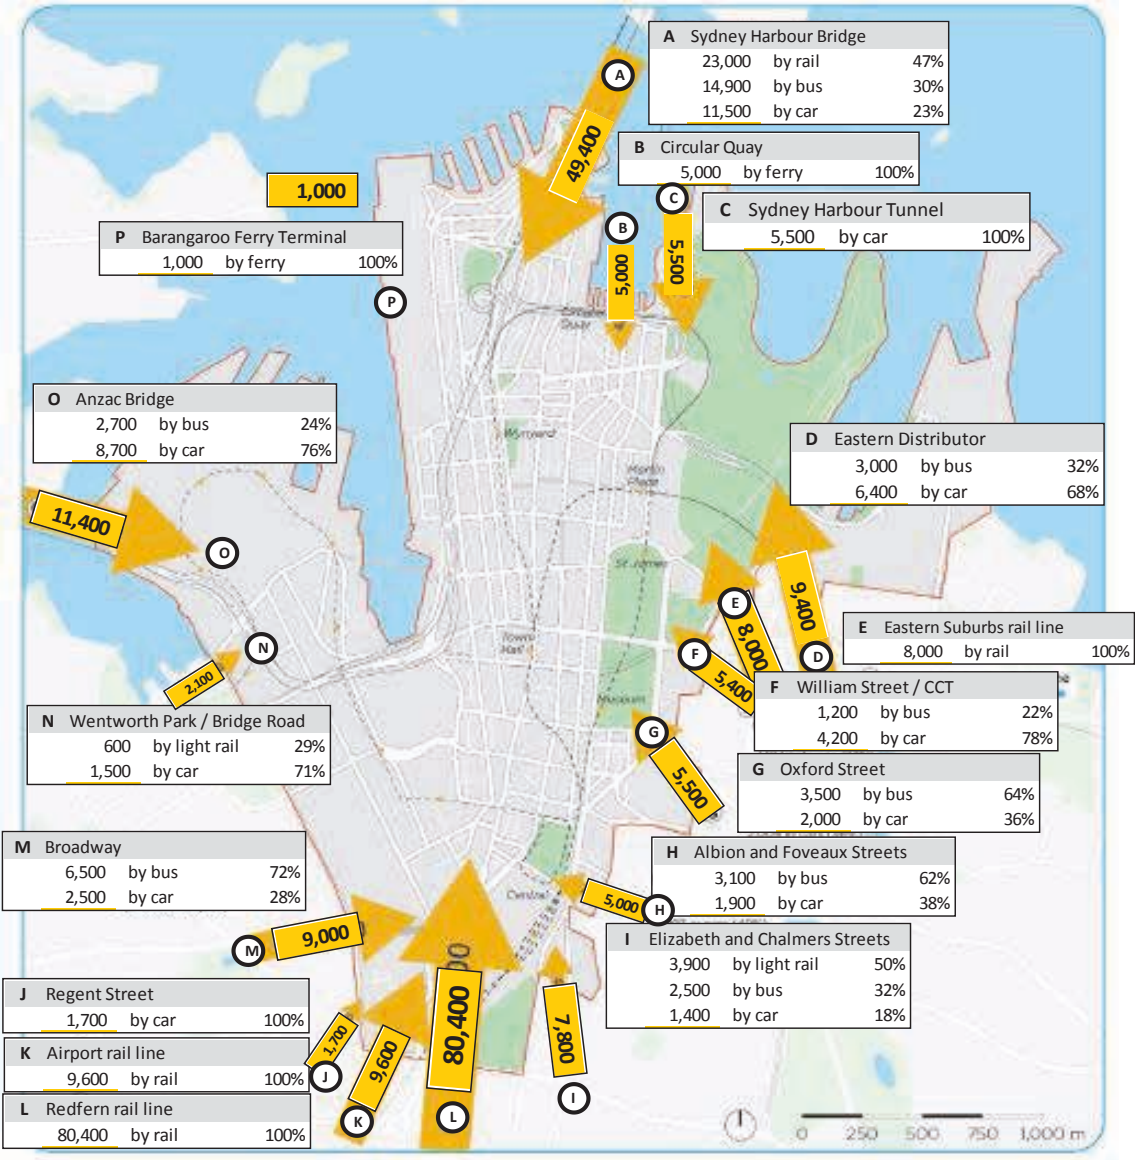 A Sydney Harbour Bridge
23,000 by rail 47%
14,900 by bus 30%
11,500 by car 23%
A
49,400
B Circular Quay
5,000 by ferry 100%
1,000
C
C Sydney Harbour Tunnel
5,500 by car 100%
P Barangaroo Ferry Terminal
1,000 by ferry 100%
B
5,000
5,500
P
Quay
O Anzac Bridge
2,700 by bus 24%
8,700 by car 76%
Wynyard
D Eastern Distributor
3,000 by bus 32%
6,400 by car 68%
Martin
Place
11,400
O
St James
E
9,400
8,000
E Eastern Suburbs rail line
8,000 by rail 100%
N
Town
Hall
F
D
2,100
5,400
F William Street / CCT
1,200 by bus 22%
4,200 by car 78%
Museum
N Wentworth Park / Bridge Road
600 by light rail 29%
1,500 by car 71%
G
5,500
G Oxford Street
3,500 by bus 64%
2,000 by car 36%
M Broadway
6,500 by bus 72%
2,500 by car 28%
H Albion and Foveaux Streets
3,100 by bus 62%
1,900 by car 38%
Central
5,000
H
M
9,000
I Elizabeth and Chalmers Streets
3,900 by light rail 50%
2,500 by bus 32%
1,400 by car 18%
J Regent Street
1,700 by car 100%
1,700
80,400
7,800
K Airport rail line
9,600 by rail 100%
J
9,600
I
L Redfern rail line
80,400 by rail 100%
K
L
0 250 500 750 1,000 m